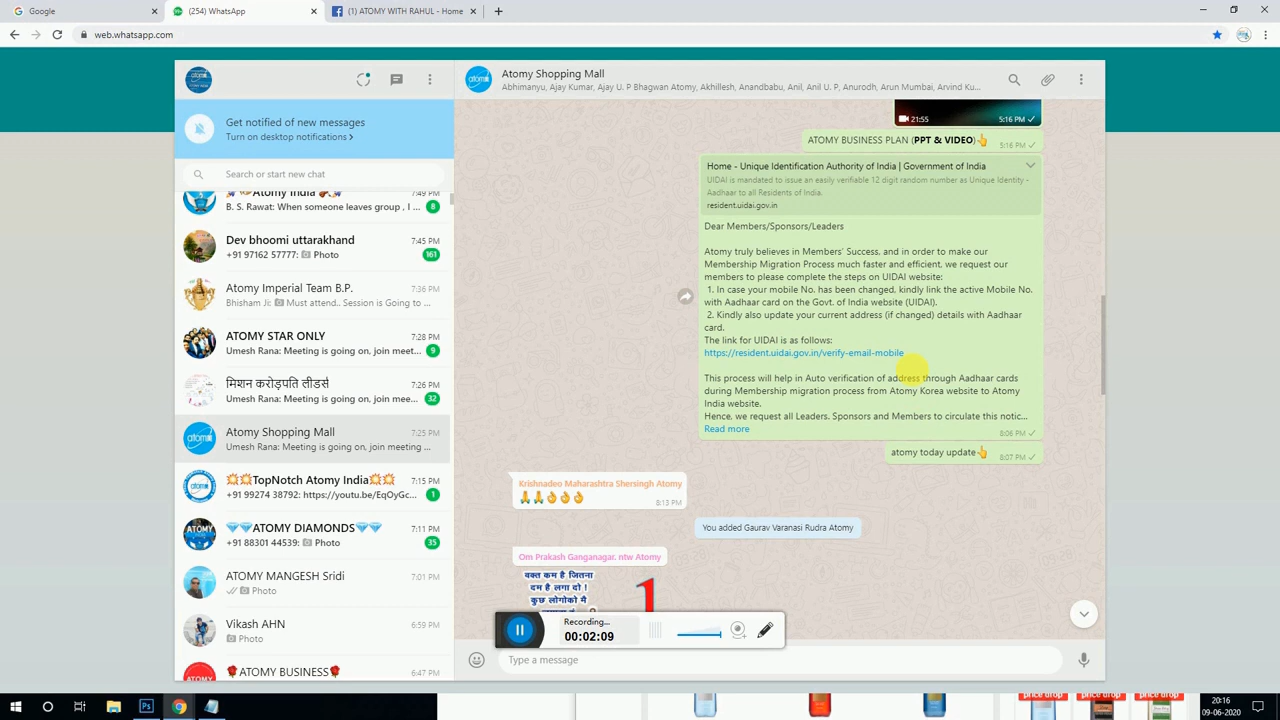 Google
(254) WhatsApp
(1) ATOMY WITH RAHUL - Home
web.whatsapp.com
Get notified of new messages
Turn on desktop notifications
Search or start new chat
Atomy India
7:49 PM
B. S. Rawat: When someone leaves group , I ...
8
Dev bhoomi uttarakhand
7:45 PM
+91 97162 57777: Photo
161
Atomy Imperial Team B.P.
7:36 PM
Bhisham Ji: Must attend.. Session is Going to ...
ATOMY STAR ONLY
7:28 PM
Umesh Rana: Meeting is going on, join meet...
9
मिशन करोड़पति लीडर्स
7:26 PM
Umesh Rana: Meeting is going on, join mee...
32
Atomy Shopping Mall
7:25 PM
Umesh Rana: Meeting is going on, join meeting ...
TopNotch Atomy India
7:15 PM
+91 99274 38792: https://youtu.be/EqOyGc...
1
ATOMY DIAMONDS
7:11 PM
+91 88301 44539: Photo
35
ATOMY MANGESH Sridi
7:01 PM
Photo
Vikash AHN
6:59 PM
Photo
ATOMY BUSINESS
6:47 PM
atomi
Atomy Shopping Mall
Abhimanyu, Ajay Kumar, Ajay U. P Bhagwan Atomy, Akhillesh, Anandbabu, Anil, Anil U. P, Anurodh, Arun Mumbai, Arvind Ku...
21:55
5:16 PM
ATOMY BUSINESS PLAN (PPT & VIDEO)
5:16 PM
Home - Unique Identification Authority of India | Government of India
UIDAI is mandated to issue an easily verifiable 12 digit random number as Unique Identity -
Aadhaar to all Residents of India.
resident.uidai.gov.in
Dear Members/Sponsors/Leaders
Atomy truly believes in Members' Success, and in order to make our
Membership Migration Process much faster and efficient, we request our
members to please complete the steps on UIDAI website:
1. In case your mobile No. has been changed, kindly link the active Mobile No.
with Aadhaar card on the Govt. of India website (UIDAI).
2. Kindly also update your current address (if changed) details with Aadhaar
card.
The link for UIDAI is as follows:
https://resident.uidai.gov.in/verify-email-mobile
This process will help in Auto verification of address through Aadhaar cards
during Membership migration process from Atomy Korea website to Atomy
India website.
Hence, we request all Leaders. Sponsors and Members to circulate this notic...
Read more
8:06 PM
atomy today update
8:07 PM
Krishnadeo Maharashtra Shersingh Atomy
8:13 PM
You added Gaurav Varanasi Rudra Atomy
Om Prakash Ganganagar. ntw Atomy
वक्त कम है जितना
दम है लगा दो !
कुछ लोगोको मै
1
Recording...
00:02:09
Type a message
price drop
price drop
price drop
20:16
09-06-2020